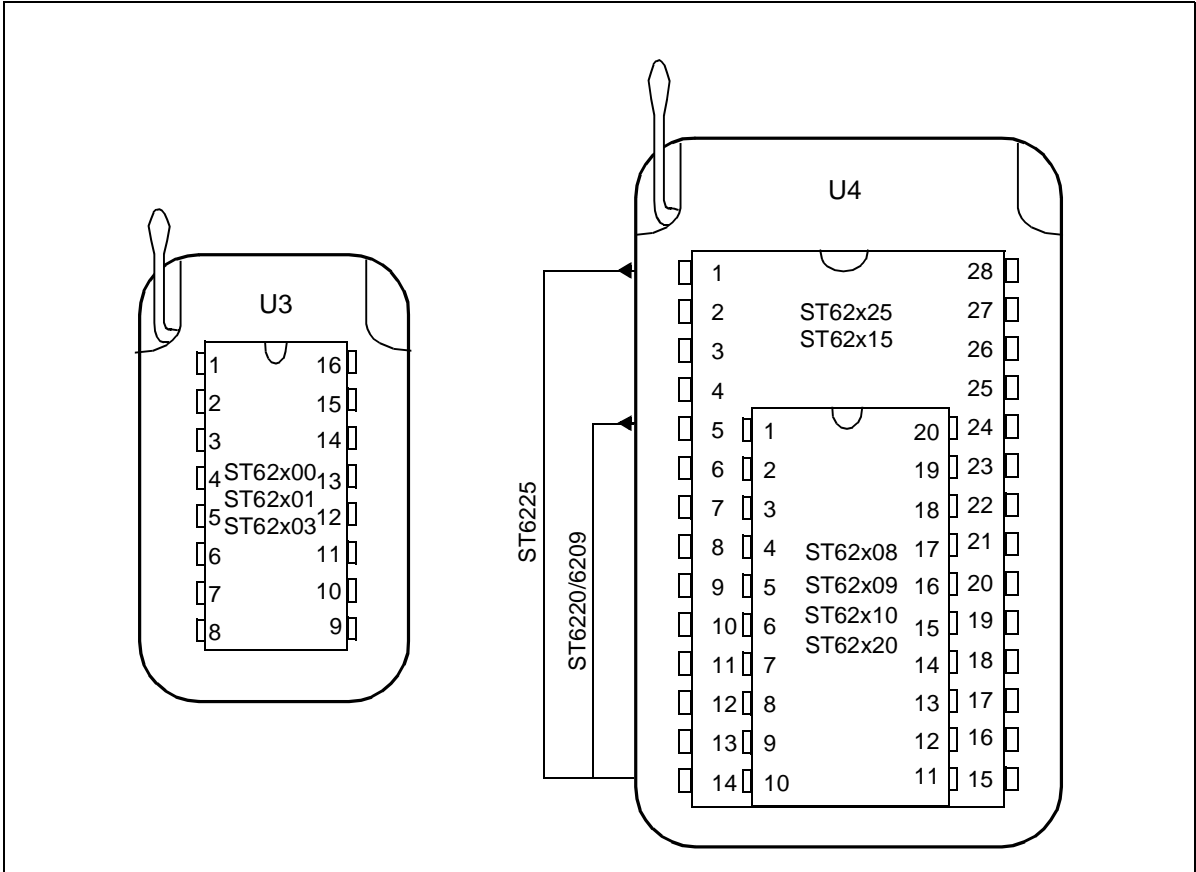 U3
1 16
2 15
3 14
4 ST62x00 13
ST62x01
5 12
ST62x03
6 11
7 10
8 9
ST6225
ST6220/6209
U4
1 28
2 27
ST62x25
ST62x15
3 26
4 25
5 1 20 24
6 2 19 23
7 3 18 22
8 4 ST62x08 17 21
9 5 ST62x09 16 20
10 6 ST62x10 15 19
ST62x20
11 7 14 18
12 8 13 17
13 9 12 16
14 10 11 15